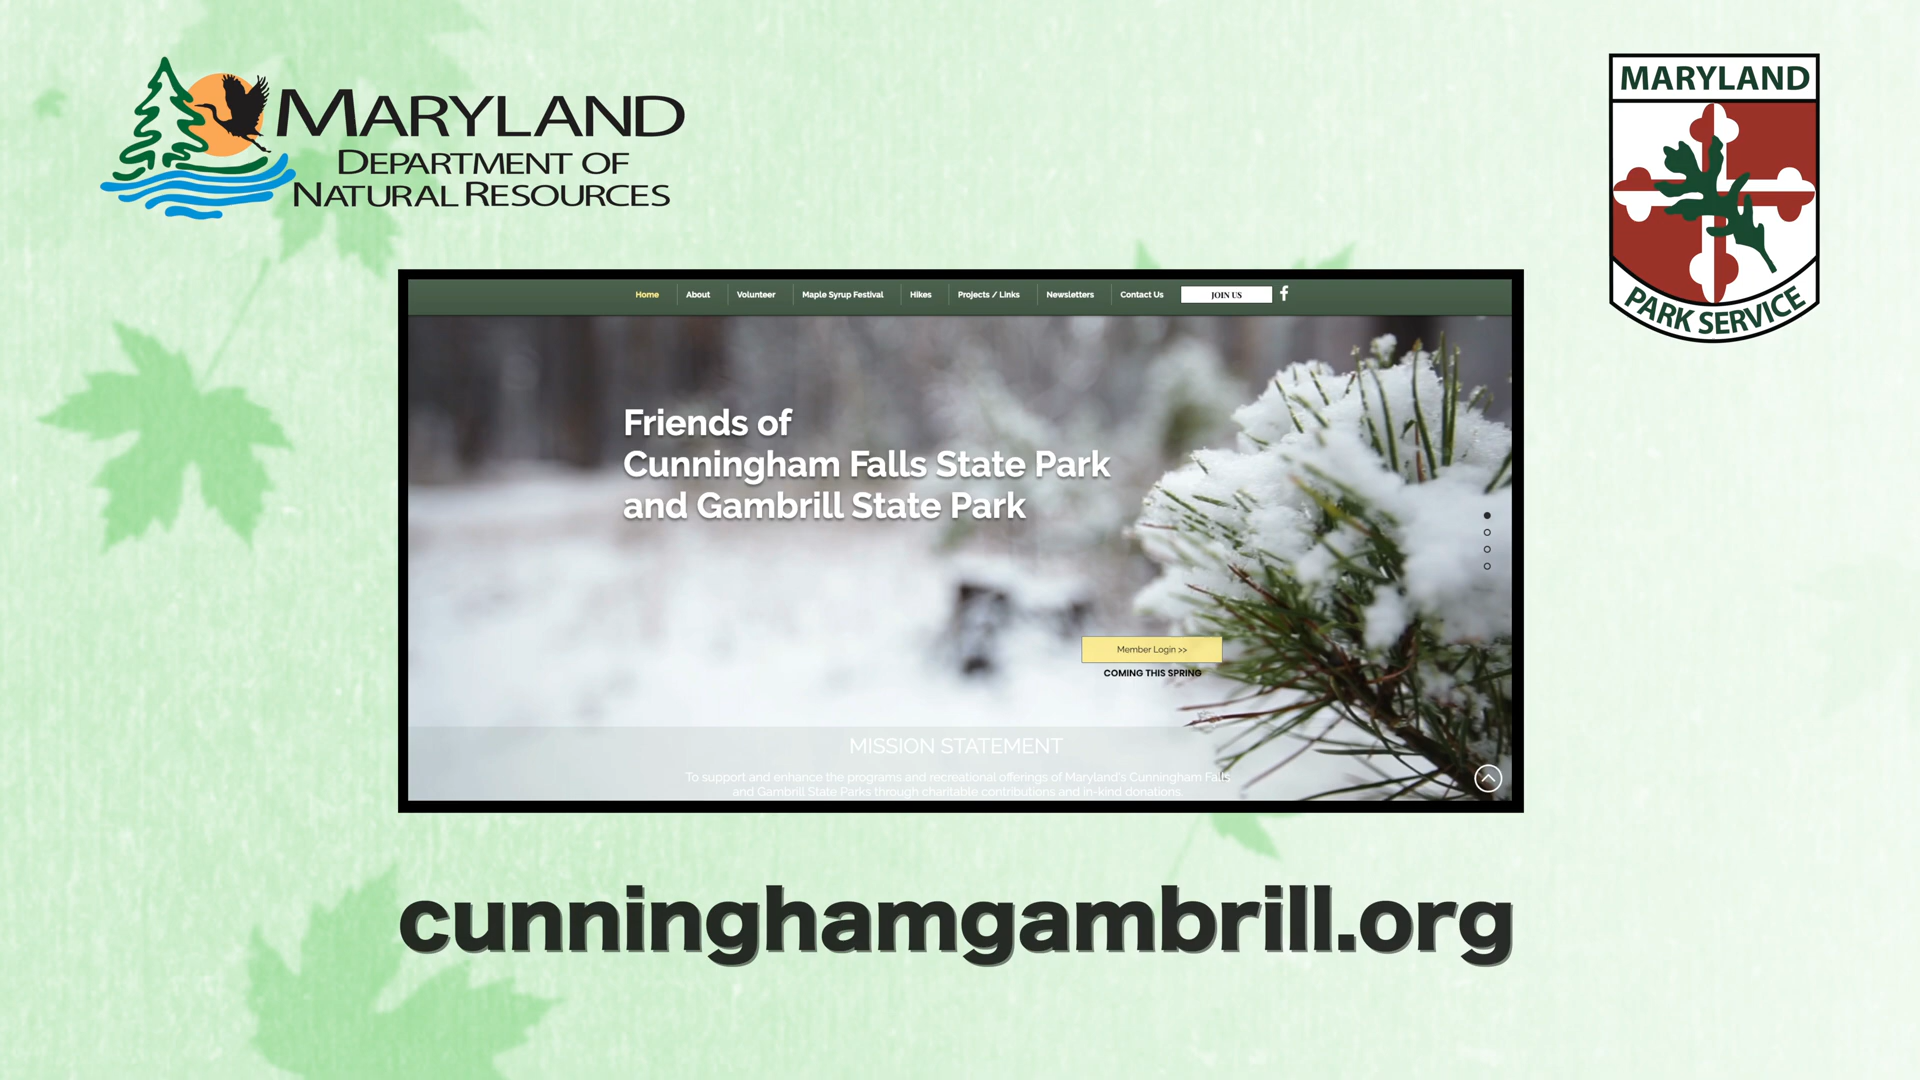 MARYLAND
DEPARTMENT OF
NATURAL RESOURCES
MARYLAND
PARK SERVICE
Home About Volunteer Maple Syrup Festival Hikes Projects / Links Newsletters Contact Us JOIN US f
Friends of
Cunningham Falls State Park
and Gambrill State Park
Member Login >>
COMING THIS SPRING
MISSION STATEMENT
To support and enhance the programs and recreational offerings of Maryland's Cunningham Falls
and Gambrill State Parks through charitable contributions and in-kind donations.
cunninghamgambrill.org